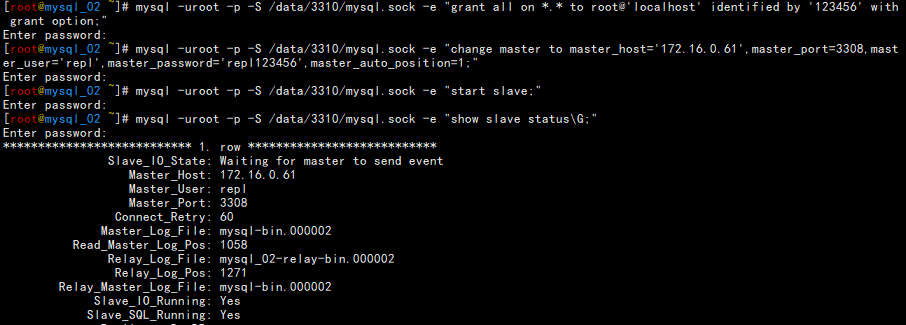 [root@mysql_02 ~]# mysql -uroot -p -S /data/3310/mysql.sock -e "grant all on *.* to root@'localhost' identified by '123456' with
 grant option;"
Enter password:
[root@mysql_02 ~]# mysql -uroot -p -S /data/3310/mysql.sock -e "change master to master_host='172.16.0.61',master_port=3308,mast
er_user='repl',master_password='repl123456',master_auto_position=1;"
Enter password:
[root@mysql_02 ~]# mysql -uroot -p -S /data/3310/mysql.sock -e "start slave;"
Enter password:
[root@mysql_02 ~]# mysql -uroot -p -S /data/3310/mysql.sock -e "show slave status\G;"
Enter password:
*************************** 1. row ***************************
Slave_IO_State: Waiting for master to send event
Master_Host: 172.16.0.61
Master_User: repl
Master_Port: 3308
Connect_Retry: 60
Master_Log_File: mysql-bin.000002
Read_Master_Log_Pos: 1058
Relay_Log_File: mysql_02-relay-bin.000002
Relay_Log_Pos: 1271
Relay_Master_Log_File: mysql-bin.000002
Slave_IO_Running: Yes
Slave_SQL_Running: Yes